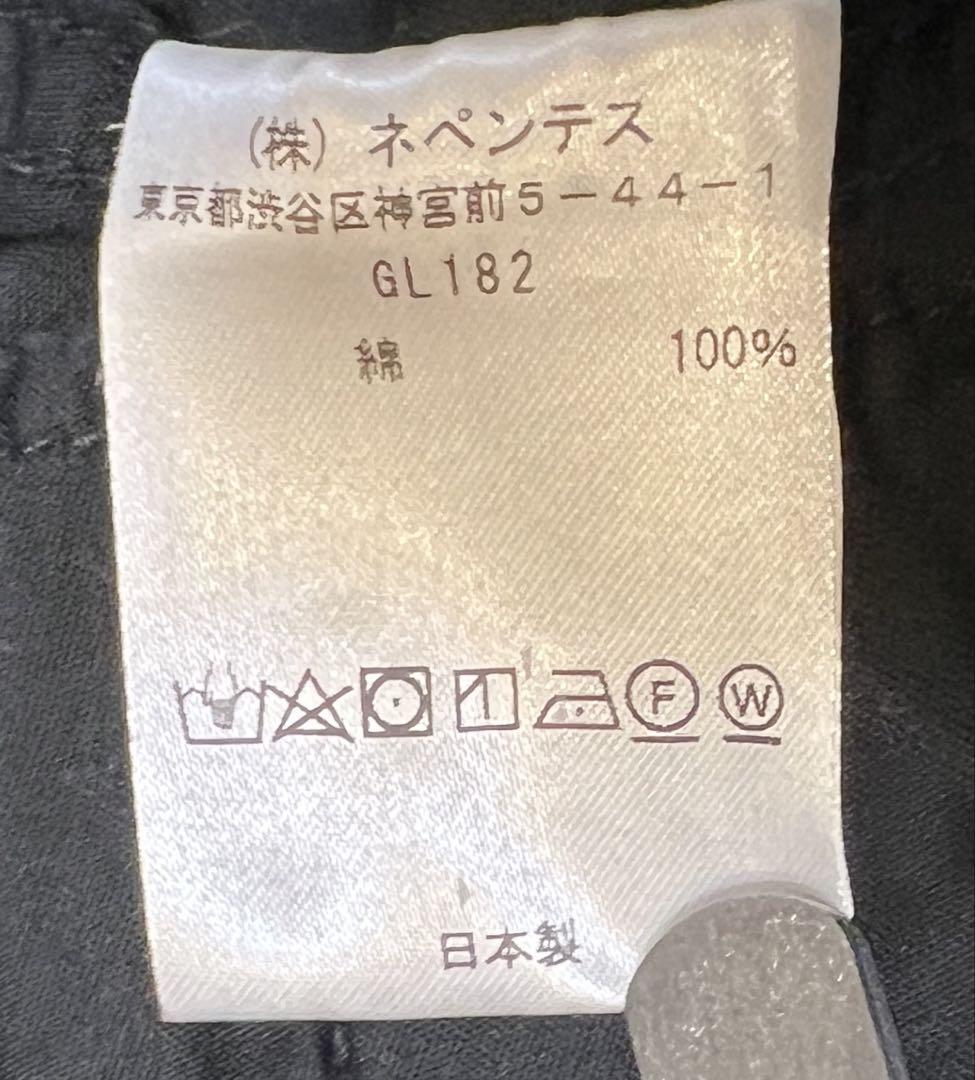 (株) ネペンテス
東京都渋谷区神宮前5-44-1
GL182
綿 100%
F W
日本製